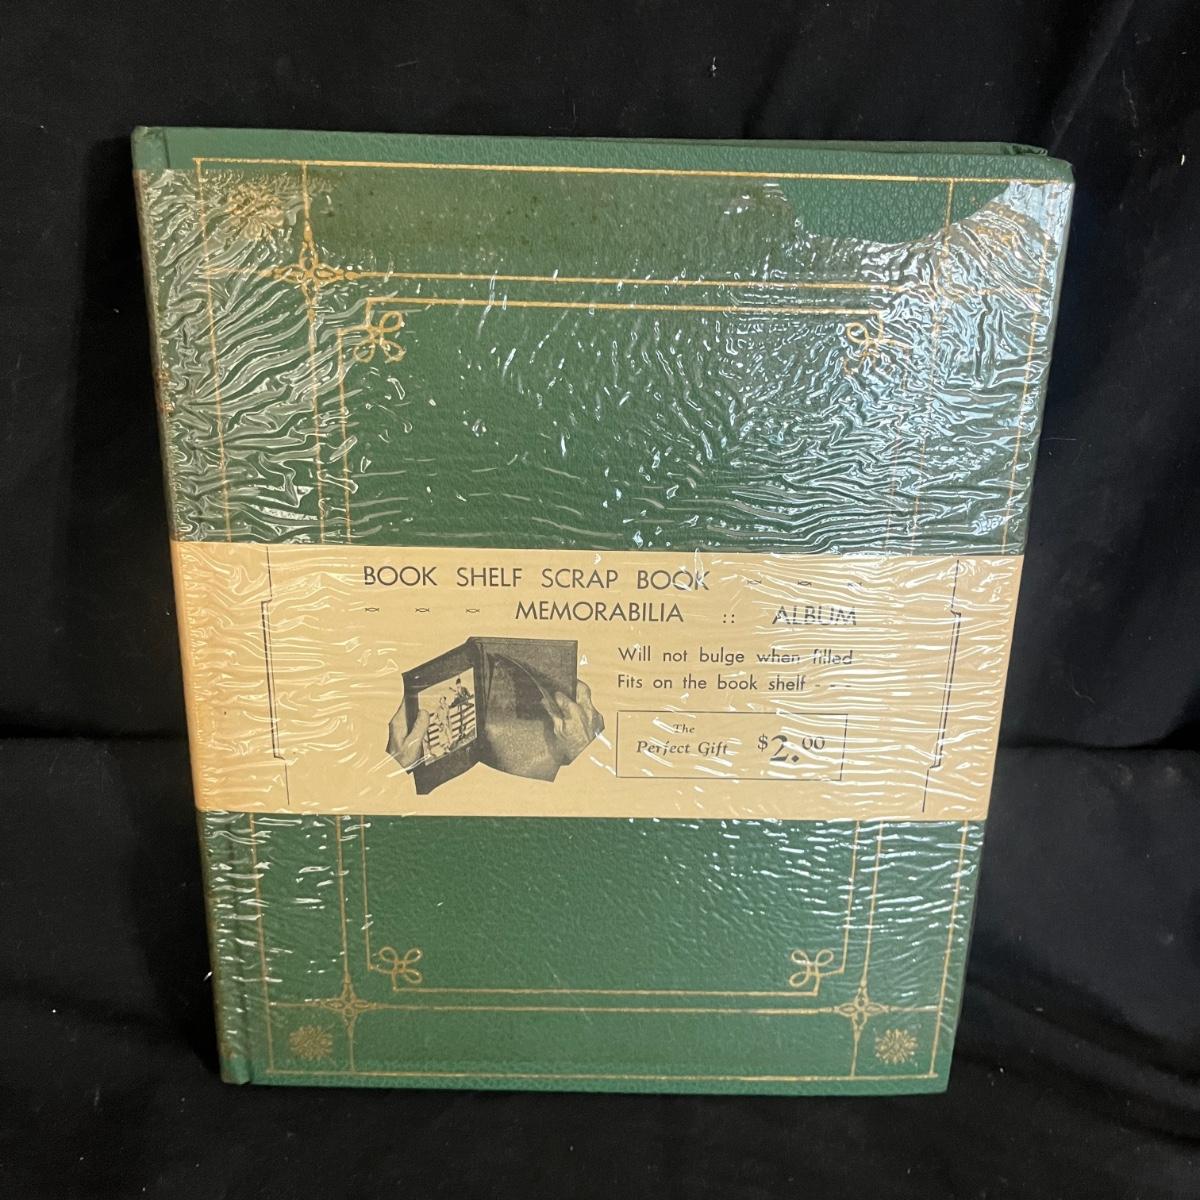 BOOK SHELF SCRAP BOOK
MEMORABILIA :: ALBUM
Will not bulge when filled
Fits on the book shelf - - -
The
Perfect Gift $2.00